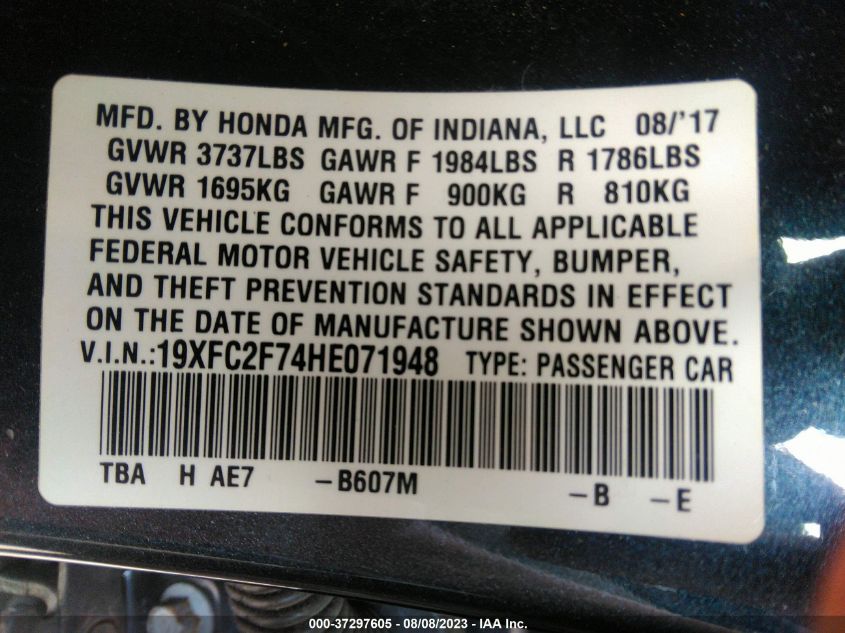 MFD. BY HONDA MFG. OF INDIANA, LLC 08/'17
GVWR 3737LBS GAWR F 1984LBS R 1786LBS
GVWR 1695KG GAWR F 900KG R 810KG
THIS VEHICLE CONFORMS TO ALL APPLICABLE
FEDERAL MOTOR VEHICLE SAFETY, BUMPER,
AND THEFT PREVENTION STANDARDS IN EFFECT
ON THE DATE OF MANUFACTURE SHOWN ABOVE.
V.I.N.:19XFC2F74HE071948 TYPE: PASSENGER CAR
TBA H AE7 -B607M -B -E
000-37297605 - 08/08/2023 - IAA Inc.